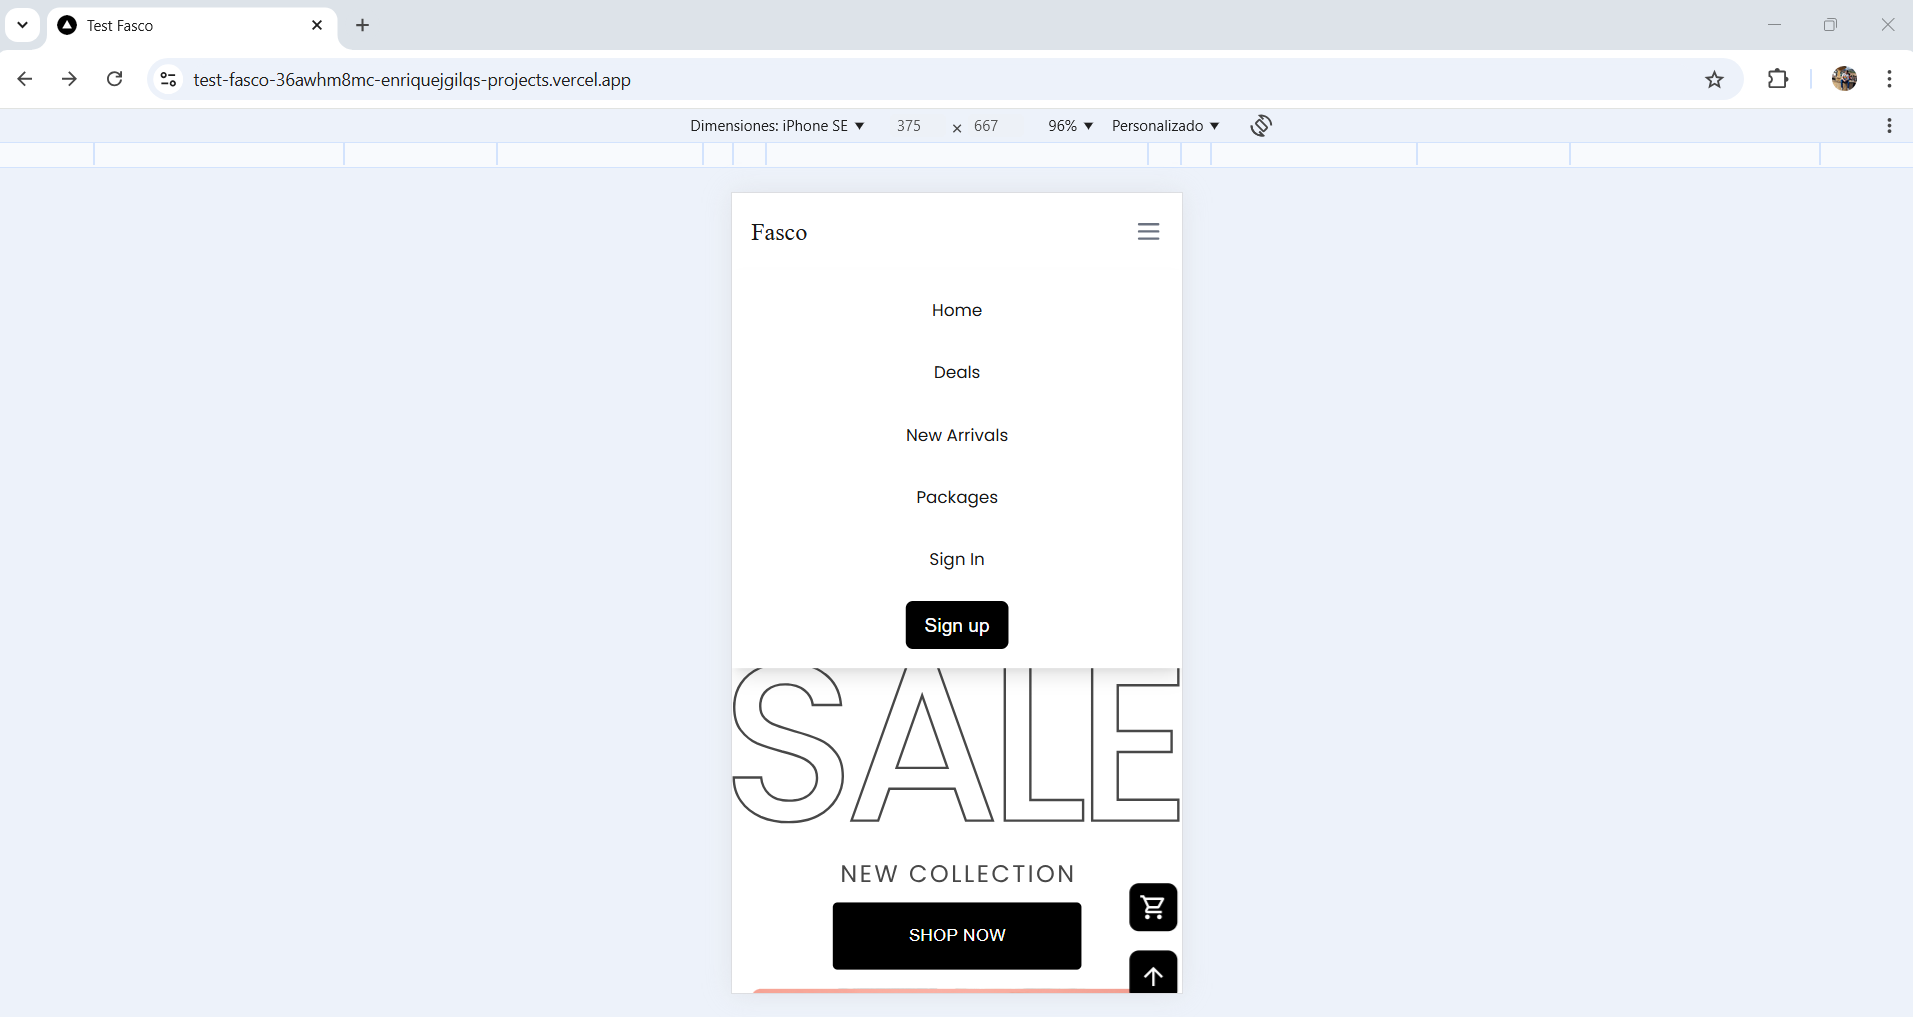 Test Fasco
test-fasco-36awhm8mc-enriquejgilqs-projects.vercel.app
Dimensiones: iPhone SE 375 × 667 96% Personalizado
Fasco
Home
Deals
New Arrivals
Packages
Sign In
Sign up
SALE
NEW COLLECTION
SHOP NOW